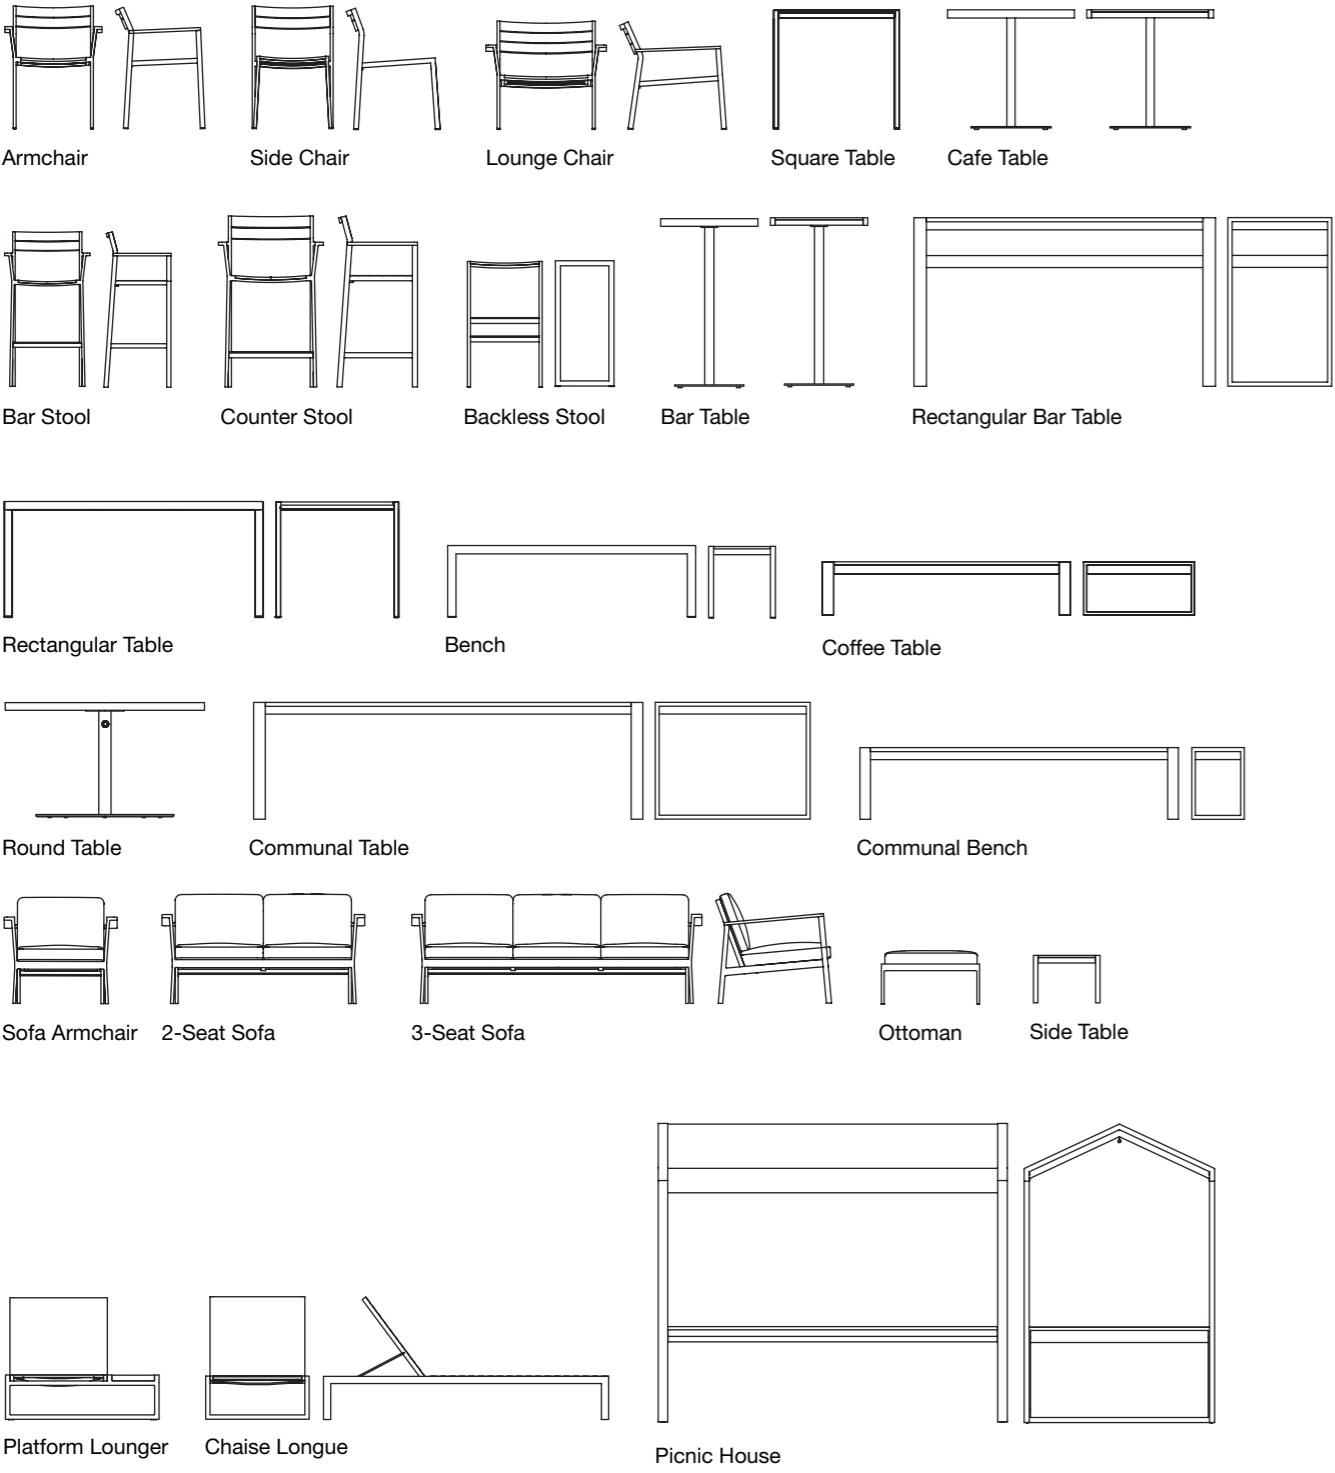 Armchair
Side Chair
Lounge Chair
Square Table
Cafe Table
Bar Stool
Counter Stool
Backless Stool
Bar Table
Rectangular Bar Table
Rectangular Table
Bench
Coffee Table
Round Table
Communal Table
Communal Bench
Sofa Armchair
2-Seat Sofa
3-Seat Sofa
Ottoman
Side Table
Platform Lounger
Chaise Longue
Picnic House